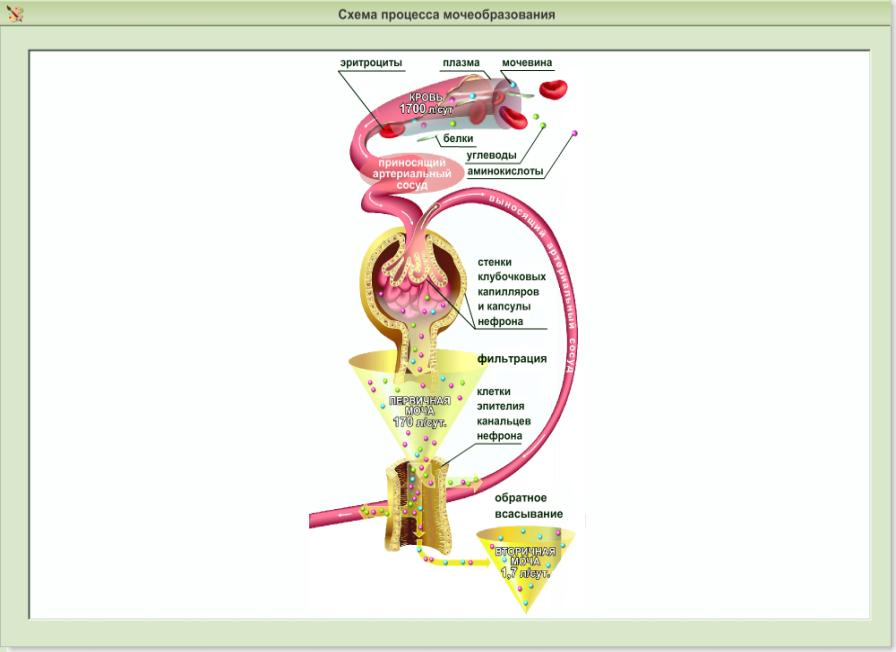 Схема процесса мочеобразования
эритроциты
плазма
мочевина
КРОВЬ
1700 л/сут
белки
углеводы
аминокислоты
приносящий
артериальный
сосуд
выносящий артериальный сосуд
стенки
клубочковых
капилляров
и капсулы
нефрона
фильтрация
ПЕРВИЧНАЯ
МОЧА
170 л/сут.
клетки
эпителия
канальцев
нефрона
обратное
всасывание
ВТОРИЧНАЯ
МОЧА
1,7 л/сут.